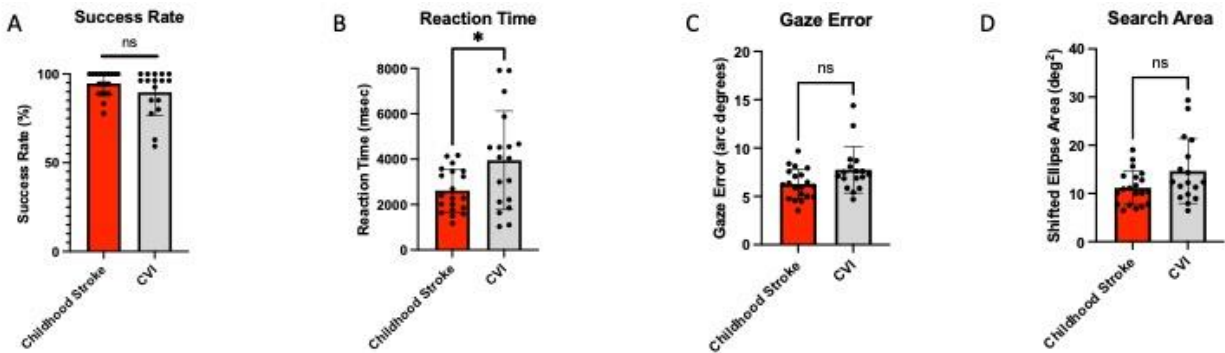 A
Success Rate
ns
100
50
0
Success Rate (%)
Childhood Stroke
CVI
B
Reaction Time
*
8000
6000
4000
2000
0
Reaction Time (msec)
Childhood Stroke
CVI
C
Gaze Error
ns
20
15
10
5
0
Gaze Error (arc degrees)
Childhood Stroke
CVI
D
Search Area
ns
40
30
20
10
0
Shifted Ellipse Area (deg²)
Childhood Stroke
CVI